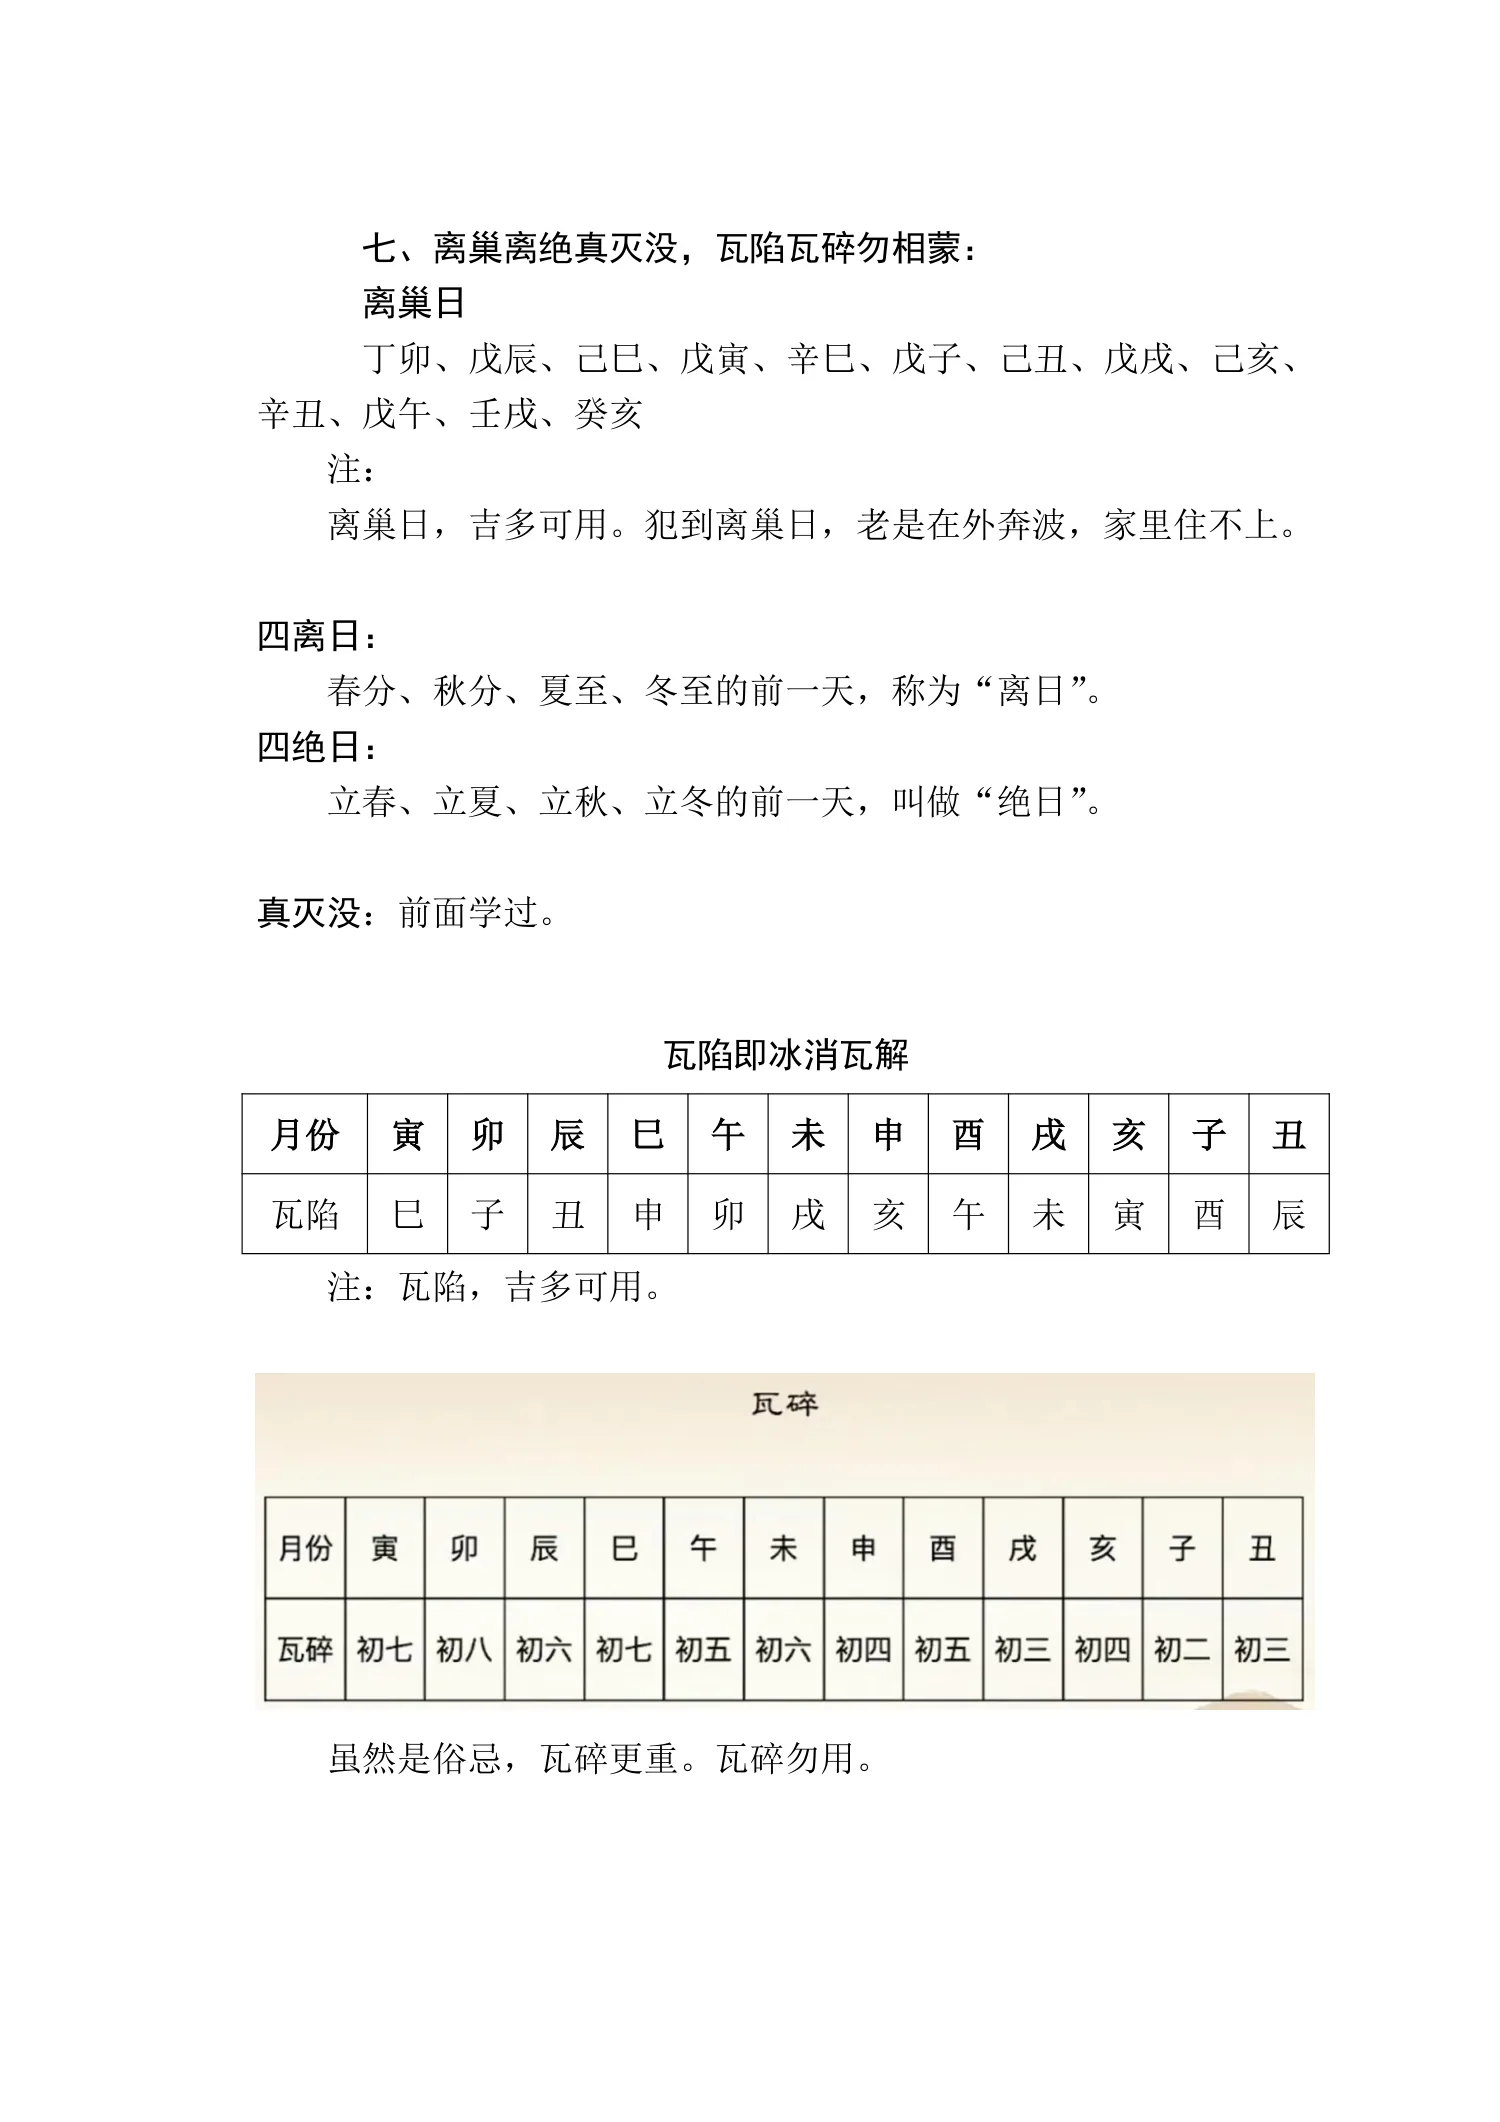 七、离巢离绝真灭没，瓦陷瓦碎勿相蒙：
离巢日
丁卯、戊辰、己巳、戊寅、辛巳、戊子、己丑、戊戌、己亥、
辛丑、戊午、壬戌、癸亥
注：
离巢日，吉多可用。犯到离巢日，老是在外奔波，家里住不上。
四离日：
春分、秋分、夏至、冬至的前一天，称为“离日”。
四绝日：
立春、立夏、立秋、立冬的前一天，叫做“绝日”。
真灭没：前面学过。
瓦陷即冰消瓦解
月份 寅 卯 辰 巳 午 未 申 酉 戌 亥 子 丑
瓦陷 巳 子 丑 申 卯 戌 亥 午 未 寅 酉 辰
注：瓦陷，吉多可用。
瓦碎
月份 寅 卯 辰 巳 午 未 申 酉 戌 亥 子 丑
瓦碎 初七 初八 初六 初七 初五 初六 初四 初五 初三 初四 初二 初三
虽然是俗忌，瓦碎更重。瓦碎勿用。